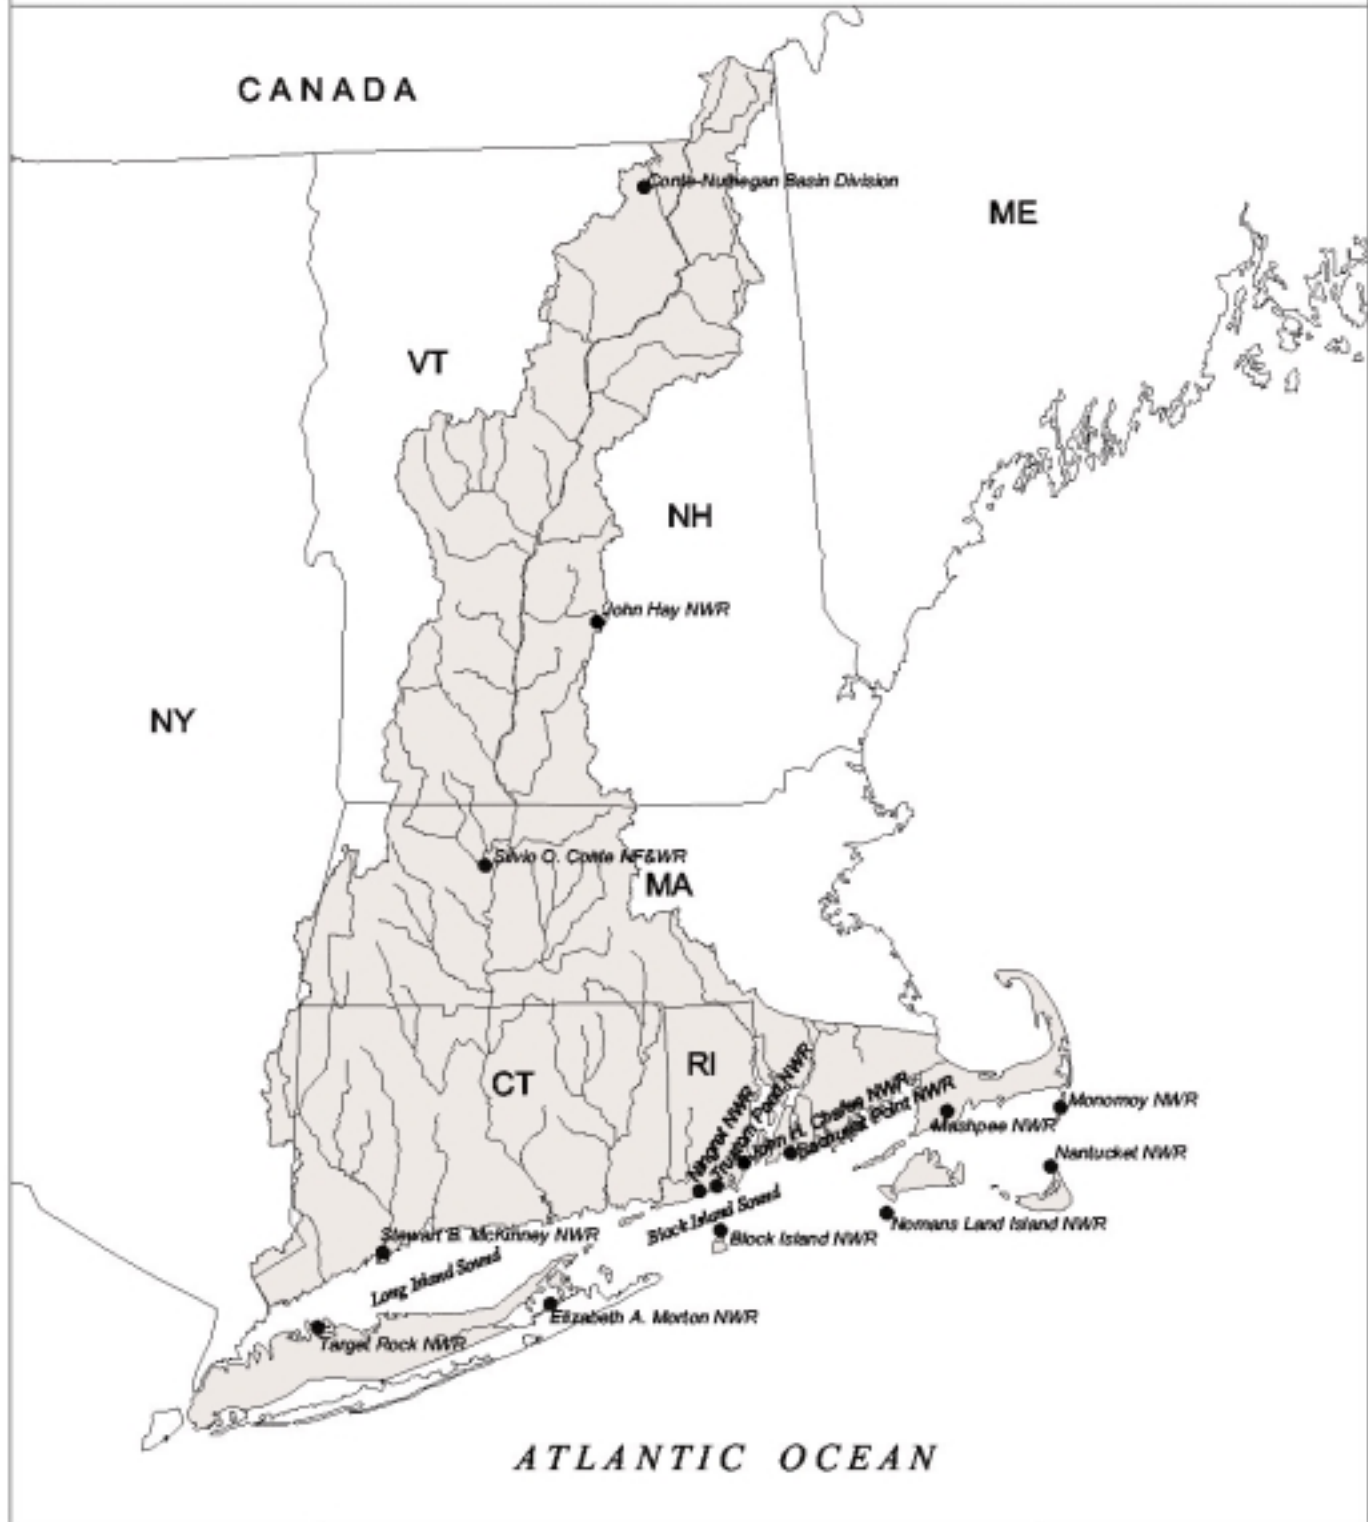 CANADA
Conte-Nulhegan Basin Division
ME
VT
NH
John Hay NWR
NY
Silvio O. Conte NF&WR
MA
RI
CT
Ningret NWR
Trustom Pond NWR
John H. Chafee NWR
Sachuest Point NWR
Monomoy NWR
Mashpee NWR
Nantucket NWR
Nomans Land Island NWR
Block Island Sound
Block Island NWR
Stewart B. McKinney NWR
Long Island Sound
Elizabeth A. Morton NWR
Target Rock NWR
ATLANTIC OCEAN